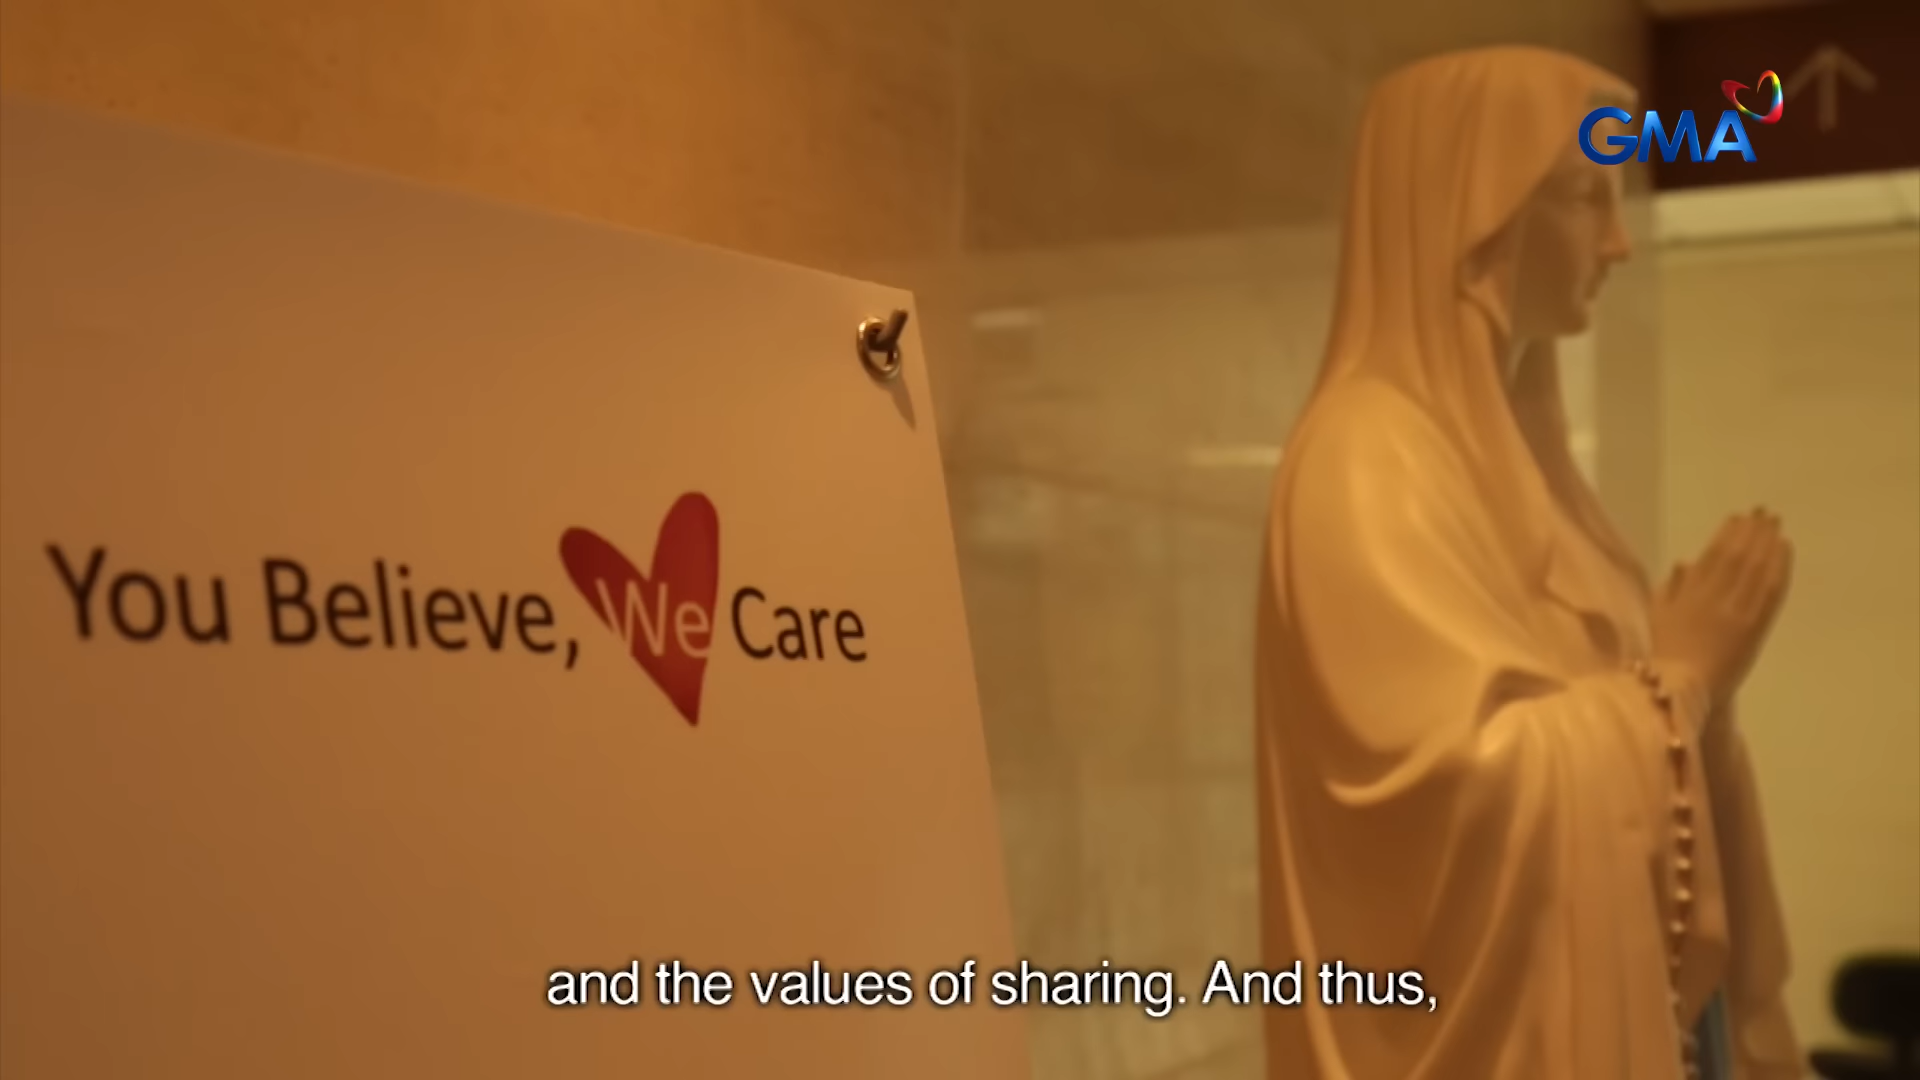 GMA
You Believe, We Care
and the values of sharing. And thus,